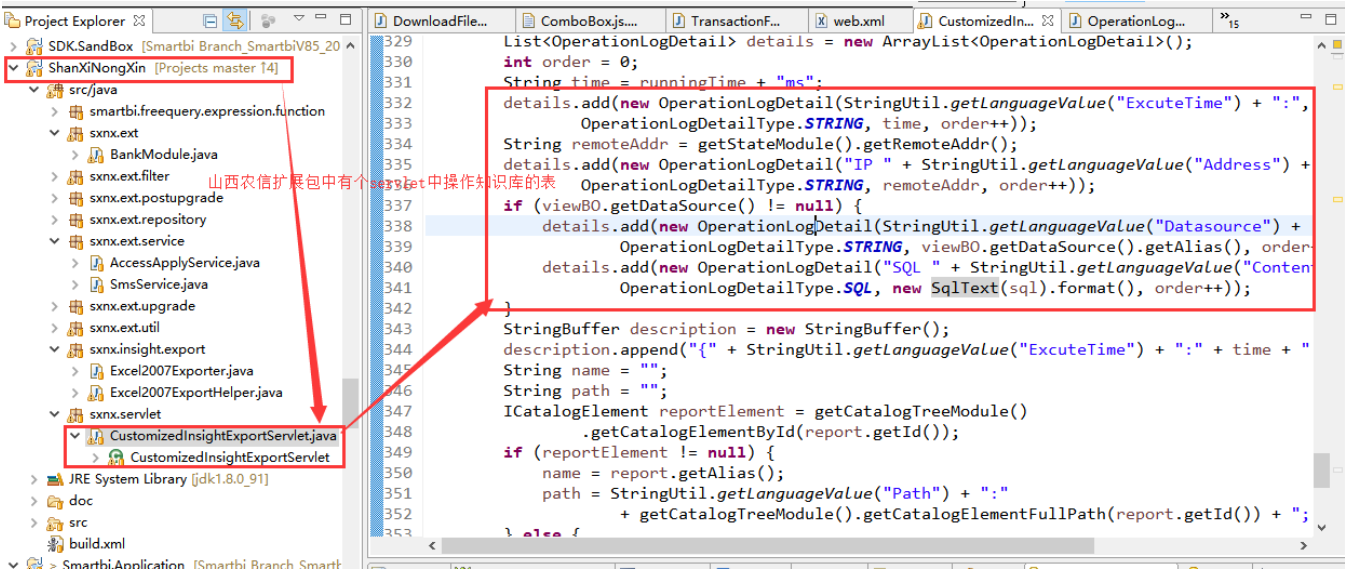 Project Explorer
DownloadFile...
ComboBox.js....
TransactionF...
web.xml
CustomizedIn...
OperationLog...
»15
SDK.SandBox [Smartbi Branch_SmartbiV85_20
ShanXiNongXin [Projects master ↑4]
src/java
smartbi.freequery.expression.function
sxnx.ext
BankModule.java
sxnx.ext.filter
sxnx.ext.postupgrade
sxnx.ext.repository
sxnx.ext.service
AccessApplyService.java
SmsService.java
sxnx.ext.upgrade
sxnx.ext.util
sxnx.insight.export
Excel2007Exporter.java
Excel2007ExportHelper.java
sxnx.servlet
CustomizedInsightExportServlet.java
CustomizedInsightExportServlet
JRE System Library [jdk1.8.0_91]
doc
src
build.xml
> Smartbi.Application [Smartbi Branch_Smartb
山西农信扩展包中有个servlet中操作知识库的表
329 List<OperationLogDetail> details = new ArrayList<OperationLogDetail>();
330 int order = 0;
331 String time = runningTime + "ms";
332 details.add(new OperationLogDetail(StringUtil.getLanguageValue("ExcuteTime") + ":",
333 OperationLogDetailType.STRING, time, order++));
334 String remoteAddr = getStateModule().getRemoteAddr();
335 details.add(new OperationLogDetail("IP " + StringUtil.getLanguageValue("Address") +
336 OperationLogDetailType.STRING, remoteAddr, order++));
337 if (viewBO.getDataSource() != null) {
338 details.add(new OperationLogDetail(StringUtil.getLanguageValue("Datasource") +
339 OperationLogDetailType.STRING, viewBO.getDataSource().getAlias(), order
340 details.add(new OperationLogDetail("SQL " + StringUtil.getLanguageValue("Content
341 OperationLogDetailType.SQL, new SqlText(sql).format(), order++));
342 }
343 StringBuffer description = new StringBuffer();
344 description.append("{" + StringUtil.getLanguageValue("ExcuteTime") + ":" + time + "
345 String name = "";
346 String path = "";
347 ICatalogElement reportElement = getCatalogTreeModule()
348 .getCatalogElementById(report.getId());
349 if (reportElement != null) {
350 name = report.getAlias();
351 path = StringUtil.getLanguageValue("Path") + ":"
352 + getCatalogTreeModule().getCatalogElementFullPath(report.getId()) + ";
353 } else {